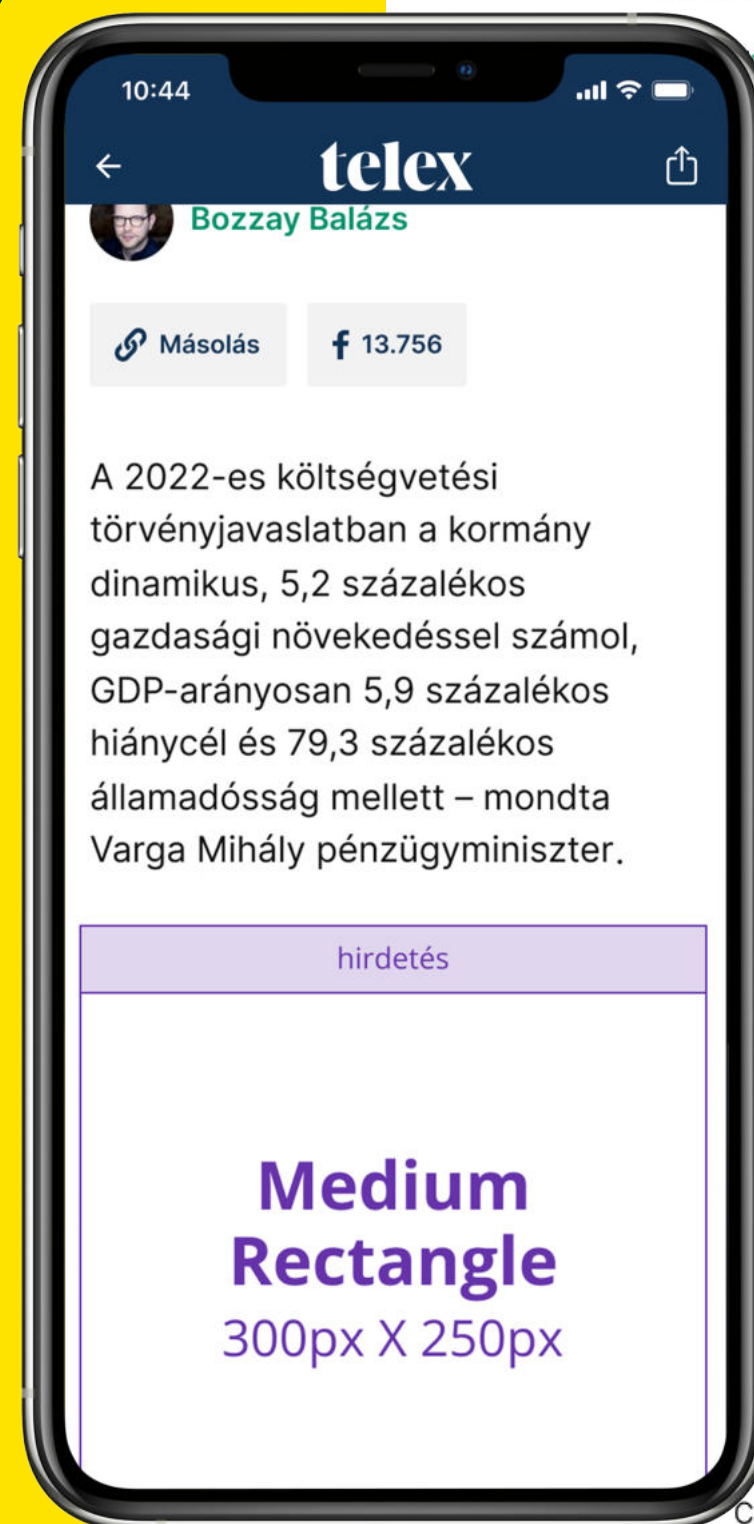 10:44
telex
Bozzay Balázs
Másolás
f 13.756
A 2022-es költségvetési
törvényjavaslatban a kormány
dinamikus, 5,2 százalékos
gazdasági növekedéssel számol,
GDP-arányosan 5,9 százalékos
hiánycél és 79,3 százalékos
államadósság mellett – mondta
Varga Mihály pénzügyminiszter.
hirdetés
Medium
Rectangle
300px X 250px